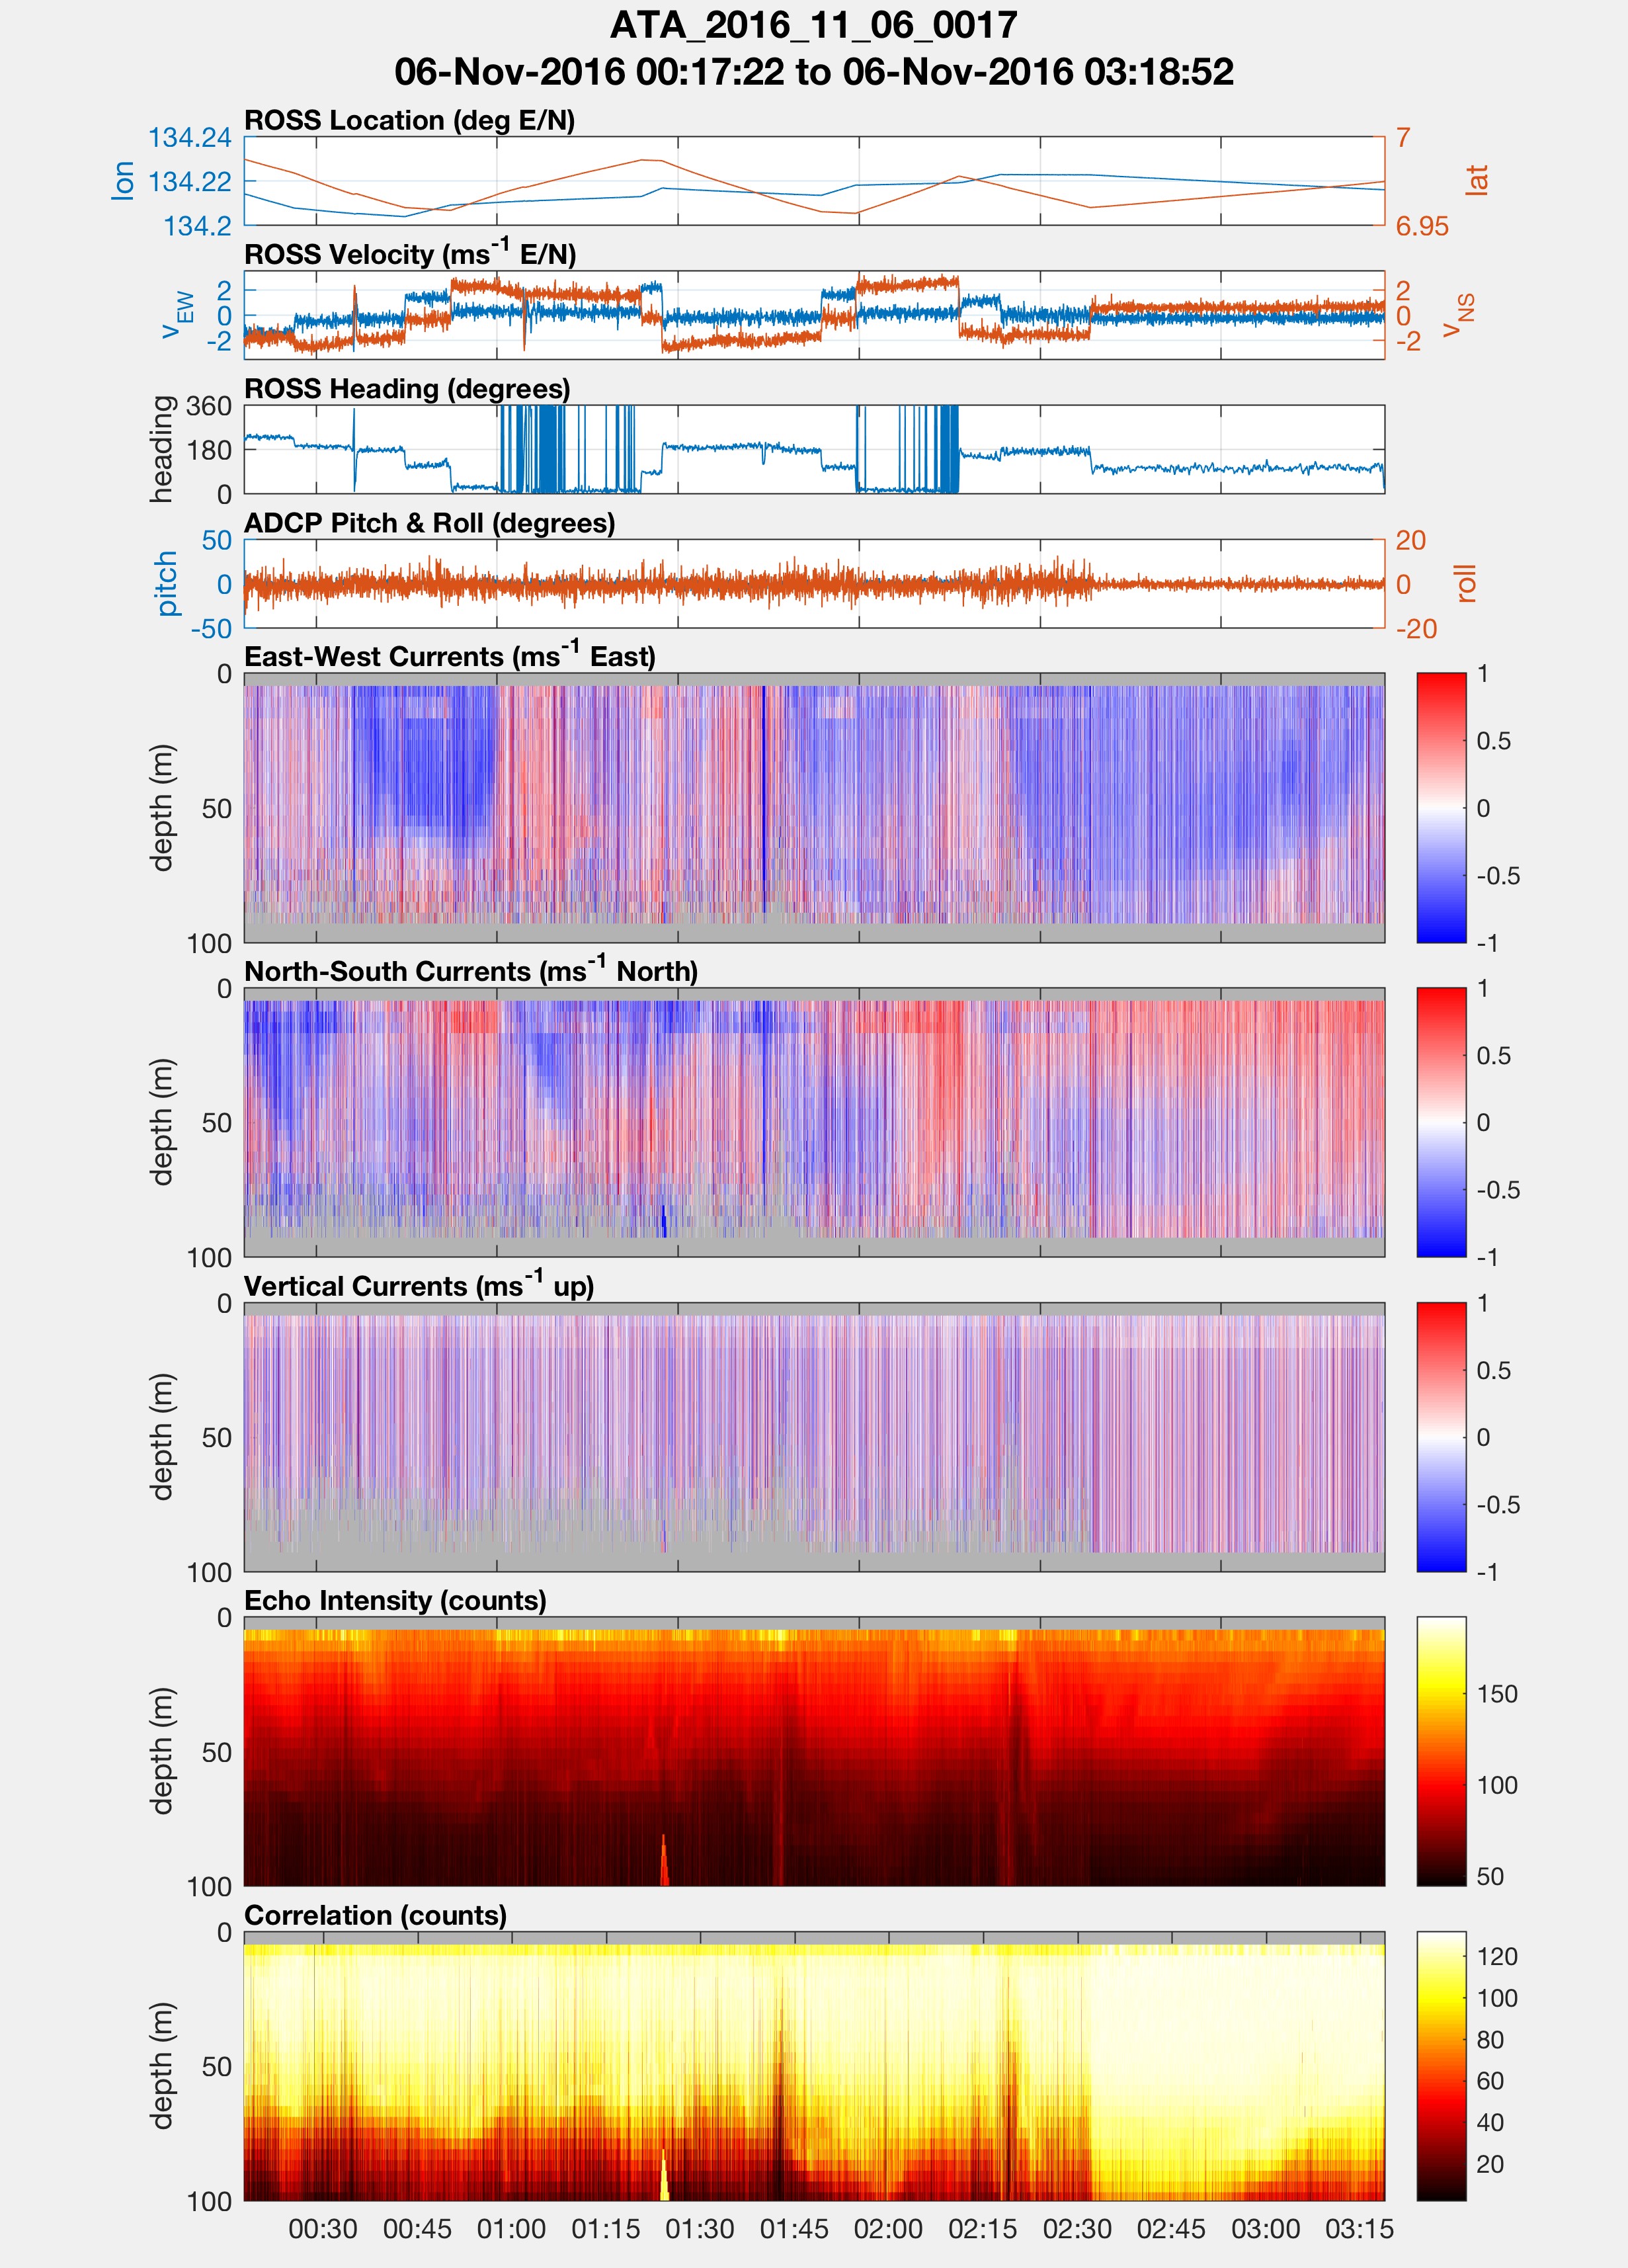 ATA_2016_11_06_0017
06-Nov-2016 00:17:22 to 06-Nov-2016 03:18:52
ROSS Location (deg E/N)
134.24
134.22
134.2
lon
7
6.95
lat
ROSS Velocity (ms-1 E/N)
2
0
-2
vEW
2
0
-2
vNS
ROSS Heading (degrees)
360
180
0
heading
ADCP Pitch & Roll (degrees)
50
0
-50
pitch
20
0
-20
roll
East-West Currents (ms-1 East)
0
50
100
depth (m)
1
0.5
0
-0.5
-1
North-South Currents (ms-1 North)
0
50
100
depth (m)
1
0.5
0
-0.5
-1
Vertical Currents (ms-1 up)
0
50
100
depth (m)
1
0.5
0
-0.5
-1
Echo Intensity (counts)
0
50
100
depth (m)
150
100
50
Correlation (counts)
0
50
100
depth (m)
120
100
80
60
40
20
00:30 00:45 01:00 01:15 01:30 01:45 02:00 02:15 02:30 02:45 03:00 03:15